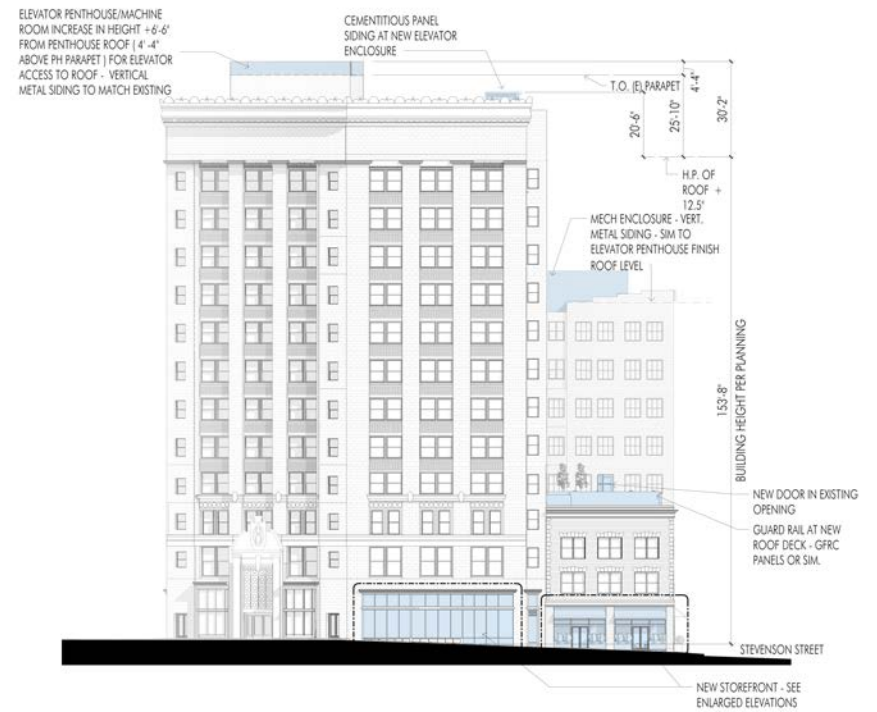 ELEVATOR PENTHOUSE/MACHINE
ROOM INCREASE IN HEIGHT +6'-6"
FROM PENTHOUSE ROOF ( 4' -4"
ABOVE PH PARAPET ) FOR ELEVATOR
ACCESS TO ROOF - VERTICAL
METAL SIDING TO MATCH EXISTING
CEMENTITIOUS PANEL
SIDING AT NEW ELEVATOR
ENCLOSURE
T.O. (E) PARAPET
4'-4"
20'-6"
25'-10"
30'-2"
H.P. OF
ROOF +
12.5"
MECH ENCLOSURE - VERT.
METAL SIDING - SIM TO
ELEVATOR PENTHOUSE FINISH
ROOF LEVEL
153'-8"
BUILDING HEIGHT PER PLANNING
NEW DOOR IN EXISTING
OPENING
GUARD RAIL AT NEW
ROOF DECK - GFRC
PANELS OR SIM.
STEVENSON STREET
NEW STOREFRONT - SEE
ENLARGED ELEVATIONS